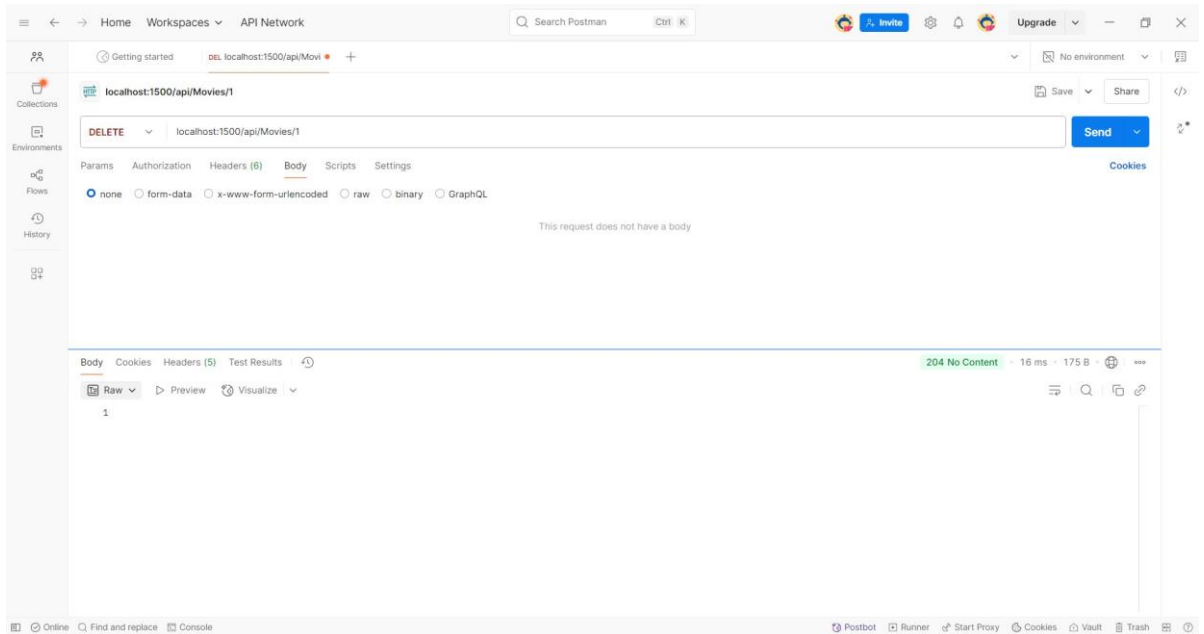 Home Workspaces API Network Search Postman Ctrl K Invite Upgrade
Getting started DEL localhost:1500/api/Movi No environment
HTTP localhost:1500/api/Movies/1 Save Share
Collections
DELETE localhost:1500/api/Movies/1 Send
Environments
Params Authorization Headers (6) Body Scripts Settings Cookies
Flows
none form-data x-www-form-urlencoded raw binary GraphQL
History
This request does not have a body
Body Cookies Headers (5) Test Results 204 No Content 16 ms 175 B
Raw Preview Visualize
1
Online Find and replace Console Postbot Runner Start Proxy Cookies Vault Trash